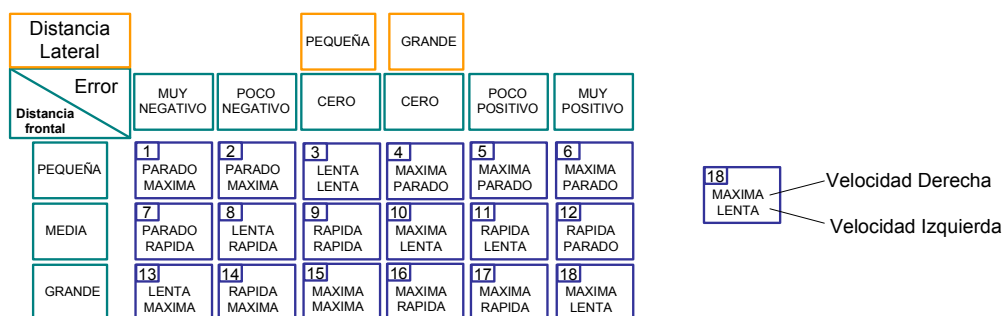 Distancia
Lateral
PEQUEÑA
GRANDE
Error
Distancia
frontal
MUY
NEGATIVO
POCO
NEGATIVO
CERO
CERO
POCO
POSITIVO
MUY
POSITIVO
PEQUEÑA
1
PARADO
MAXIMA
2
PARADO
MAXIMA
3
LENTA
LENTA
4
MAXIMA
PARADO
5
MAXIMA
PARADO
6
MAXIMA
PARADO
MEDIA
7
PARADO
RAPIDA
8
LENTA
RAPIDA
9
RAPIDA
RAPIDA
10
MAXIMA
LENTA
11
RAPIDA
LENTA
12
RAPIDA
PARADO
GRANDE
13
LENTA
MAXIMA
14
RAPIDA
MAXIMA
15
MAXIMA
MAXIMA
16
MAXIMA
RAPIDA
17
MAXIMA
RAPIDA
18
MAXIMA
LENTA
18
MAXIMA
LENTA
Velocidad Derecha
Velocidad Izquierda